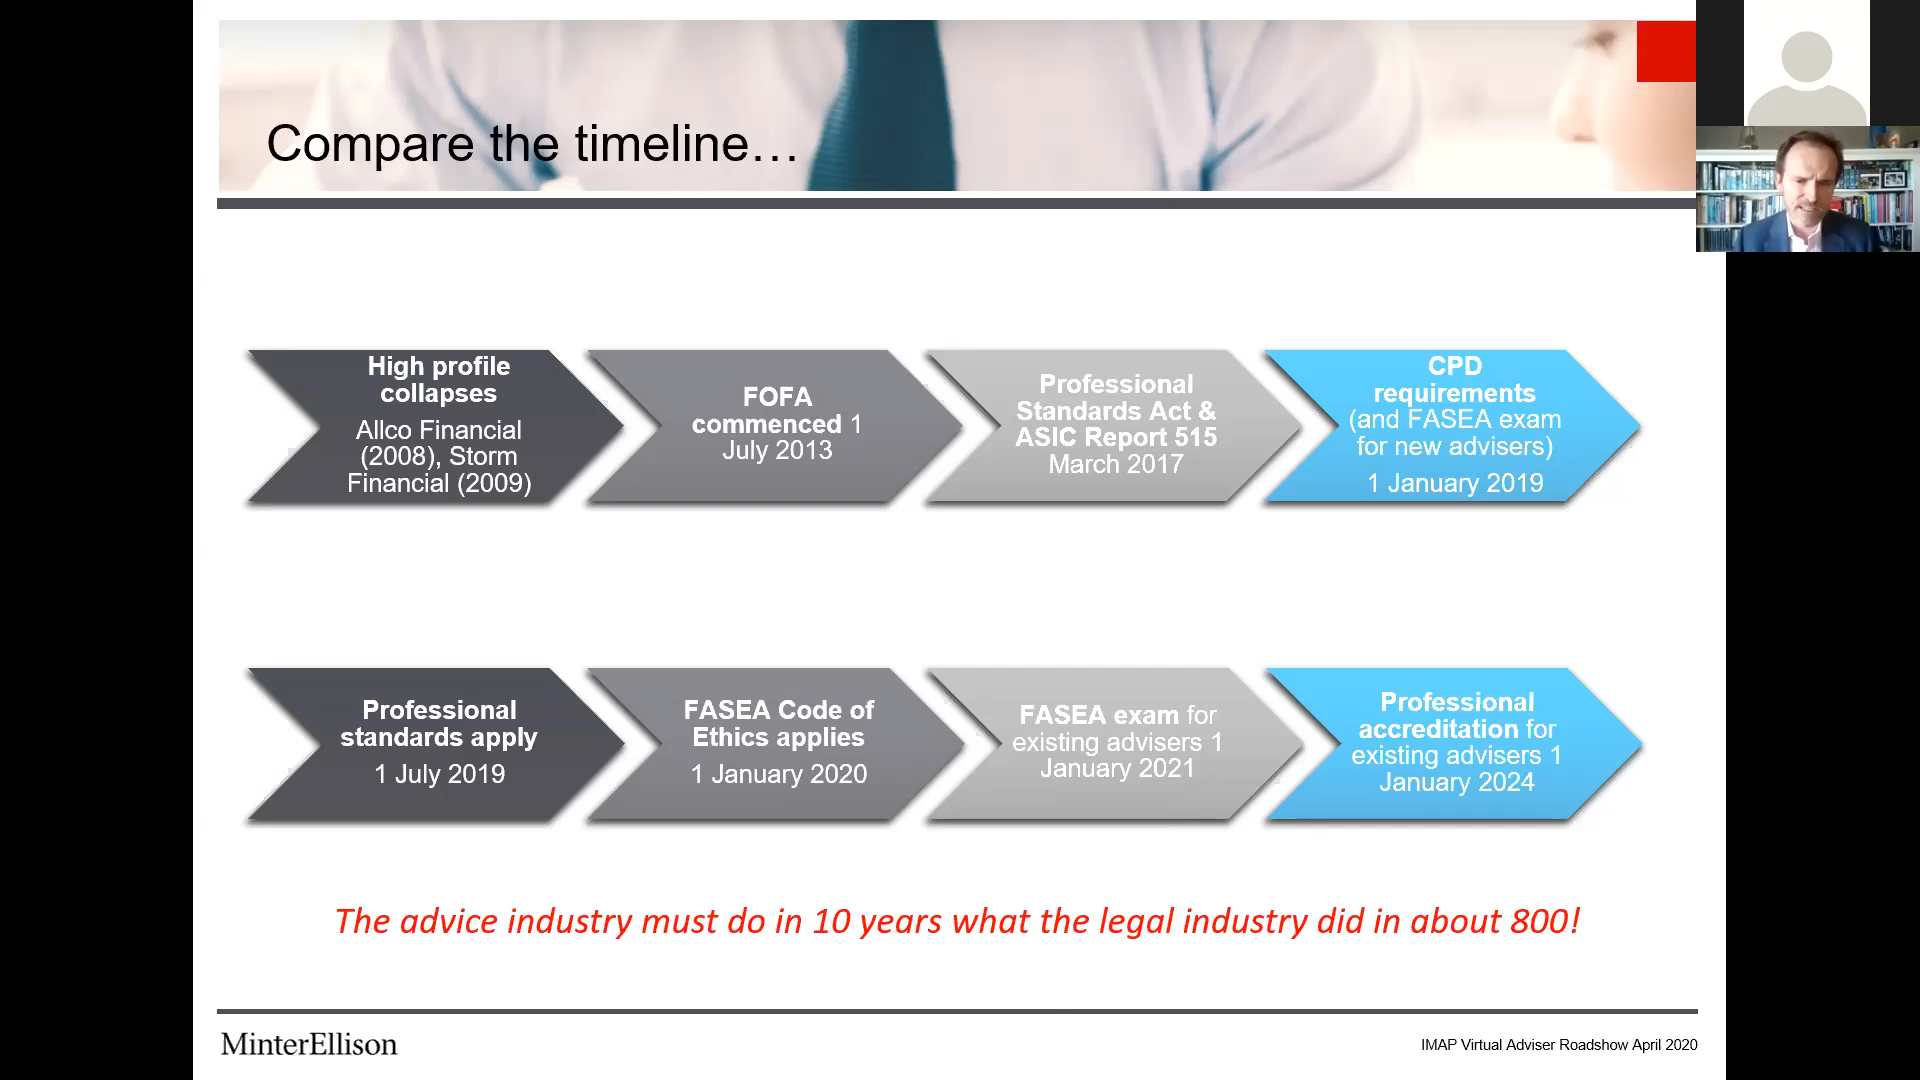 Compare the timeline…
High profile
collapses
Allco Financial
(2008), Storm
Financial (2009)
FOFA
commenced 1
July 2013
Professional
Standards Act &
ASIC Report 515
March 2017
CPD
requirements
(and FASEA exam
for new advisers)
1 January 2019
Professional
standards apply
1 July 2019
FASEA Code of
Ethics applies
1 January 2020
FASEA exam for
existing advisers 1
January 2021
Professional
accreditation for
existing advisers 1
January 2024
The advice industry must do in 10 years what the legal industry did in about 800!
MinterEllison
IMAP Virtual Adviser Roadshow April 2020